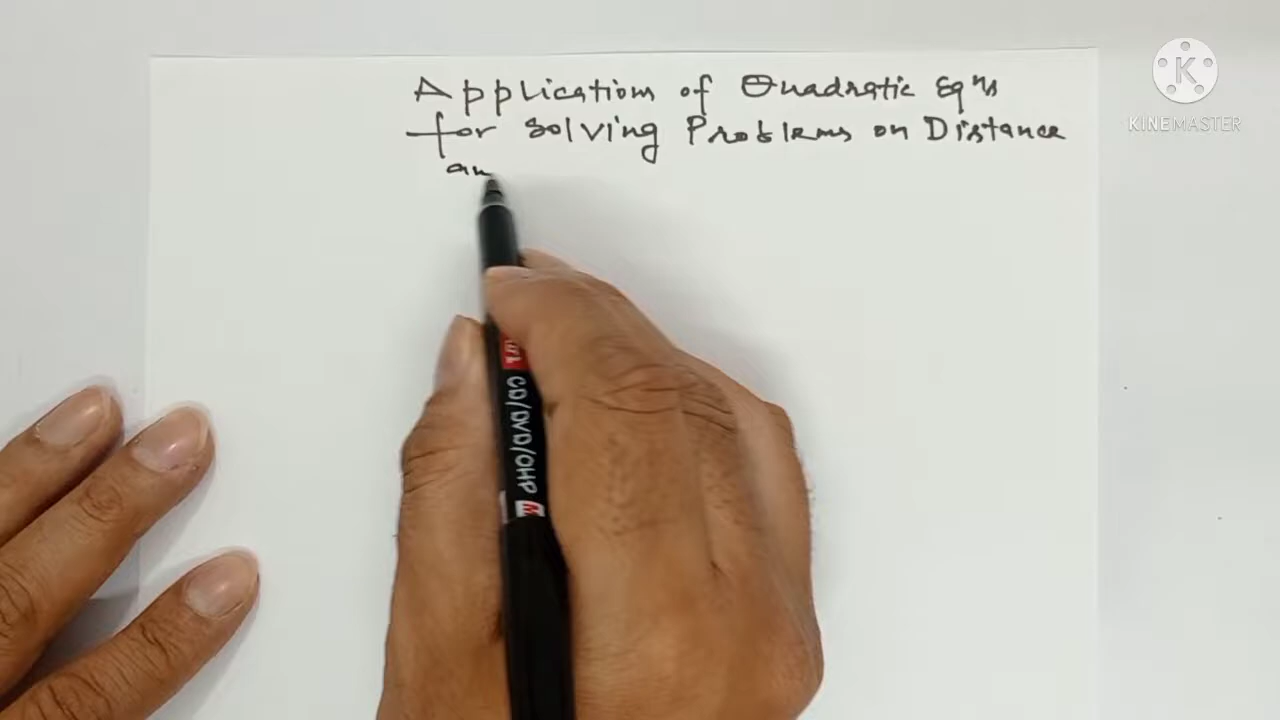 Application of Quadratic Eqns
for solving Problems on Distance
an
K
KINEMASTER
CD/DVD/OHP M